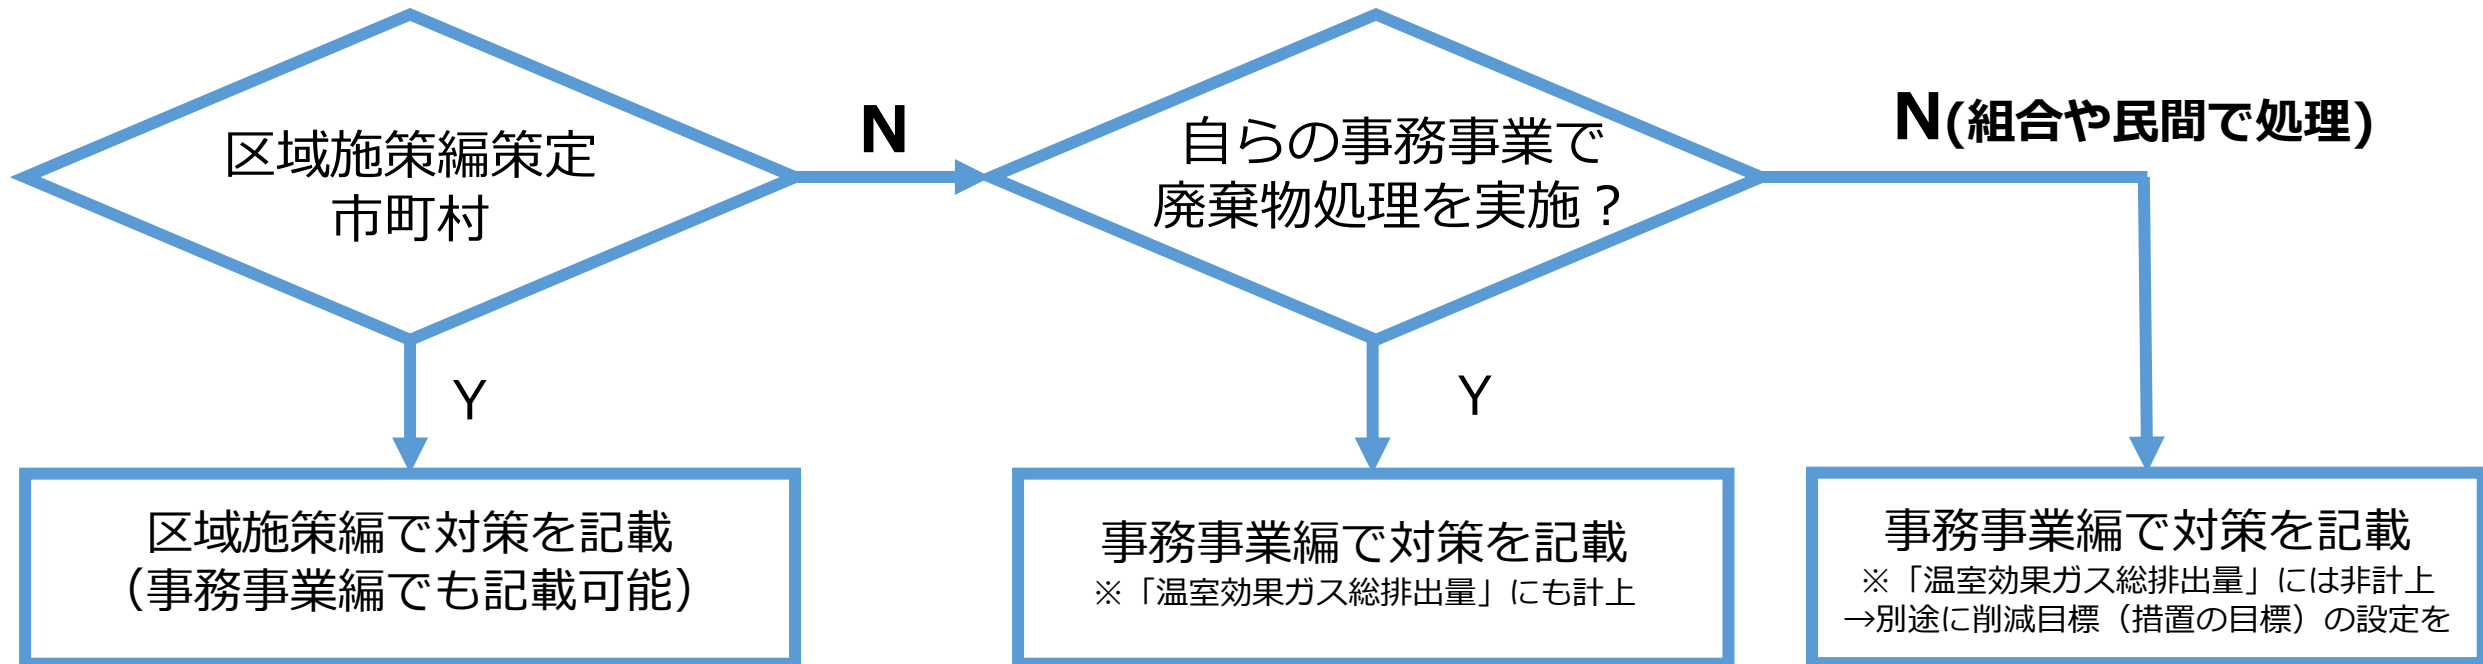 区域施策編策定
市町村
N
自らの事務事業で
廃棄物処理を実施？
N(組合や民間で処理)
Y
Y
区域施策編で対策を記載
（事務事業編でも記載可能）
事務事業編で対策を記載
※「温室効果ガス総排出量」にも計上
事務事業編で対策を記載
※「温室効果ガス総排出量」には非計上
→別途に削減目標（措置の目標）の設定を